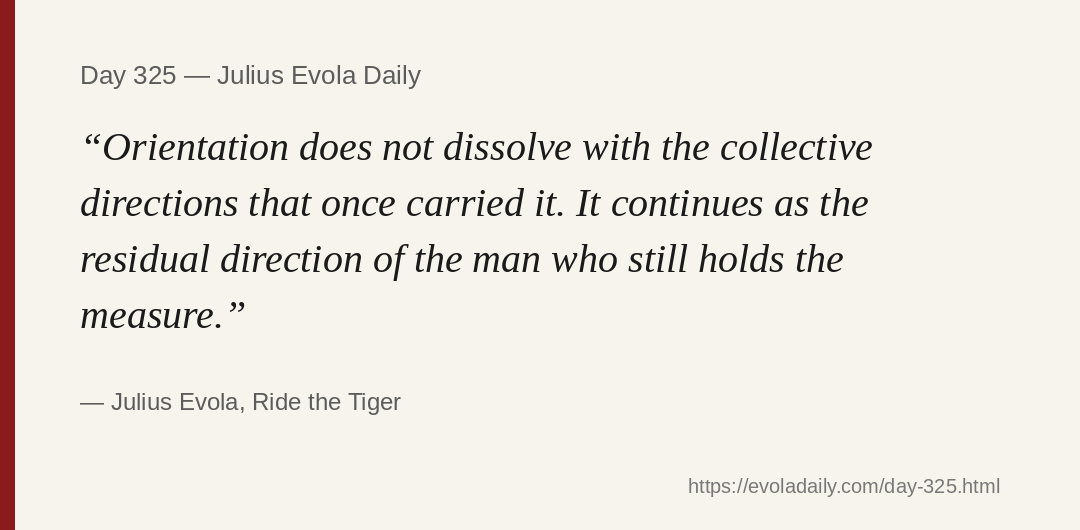 Day 325 — Julius Evola Daily
“Orientation does not dissolve with the collective
directions that once carried it. It continues as the
residual direction of the man who still holds the
measure.”
— Julius Evola, Ride the Tiger
https://evoladaily.com/day-325.html